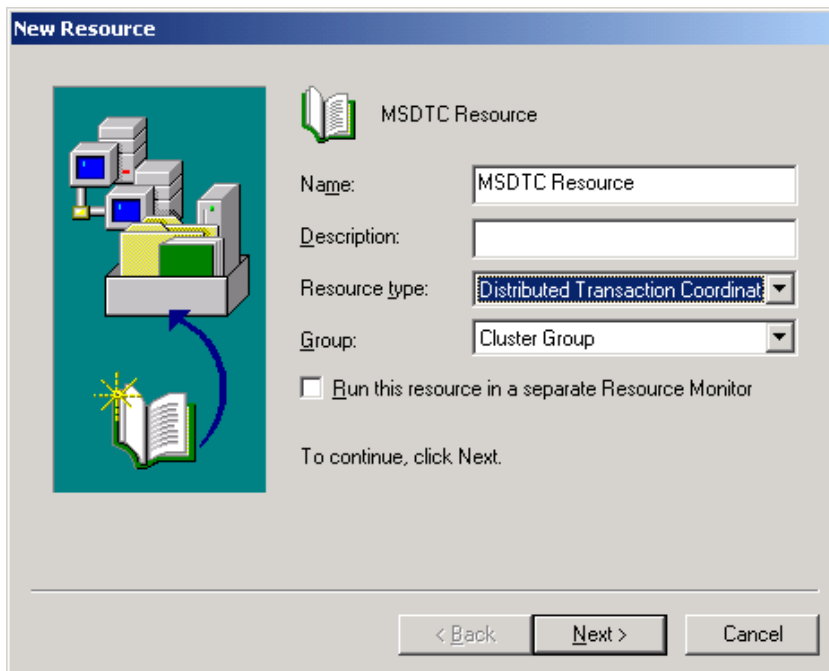 New Resource
MSDTC Resource
Name: MSDTC Resource
Description:
Resource type: Distributed Transaction Coordinat
Group: Cluster Group
Run this resource in a separate Resource Monitor
To continue, click Next.
< Back Next > Cancel